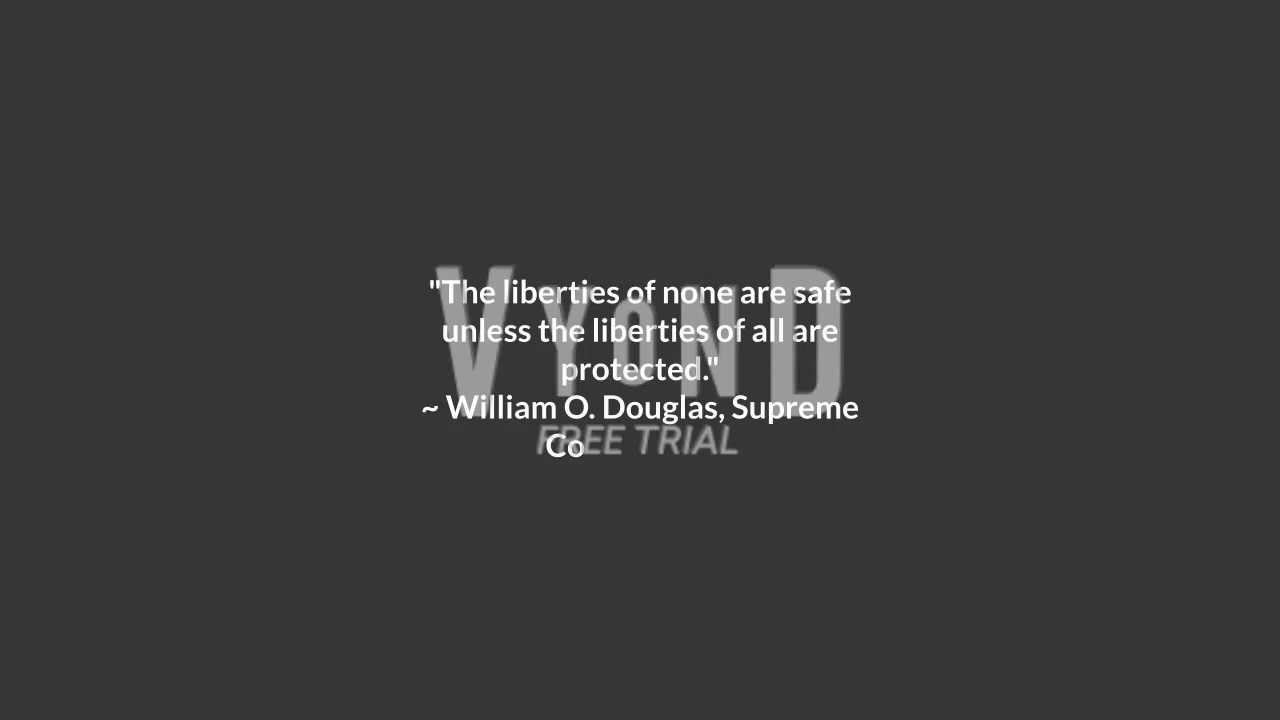 "The liberties of none are safe
unless the liberties of all are
protected."
~ William O. Douglas, Supreme
Co
VYOND
FREE TRIAL